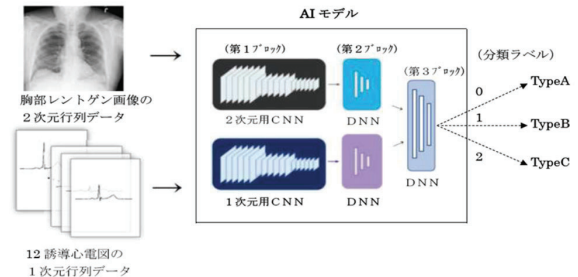 AIモデル
(第１ブロック)
(第２ブロック)
(第３ブロック)
(分類ラベル)
胸部レントゲン画像の
２次元行列データ
２次元用ＣＮＮ
ＤＮＮ
0
TypeA
1
TypeB
2
TypeC
１次元用ＣＮＮ
ＤＮＮ
ＤＮＮ
12誘導心電図の
１次元行列データ